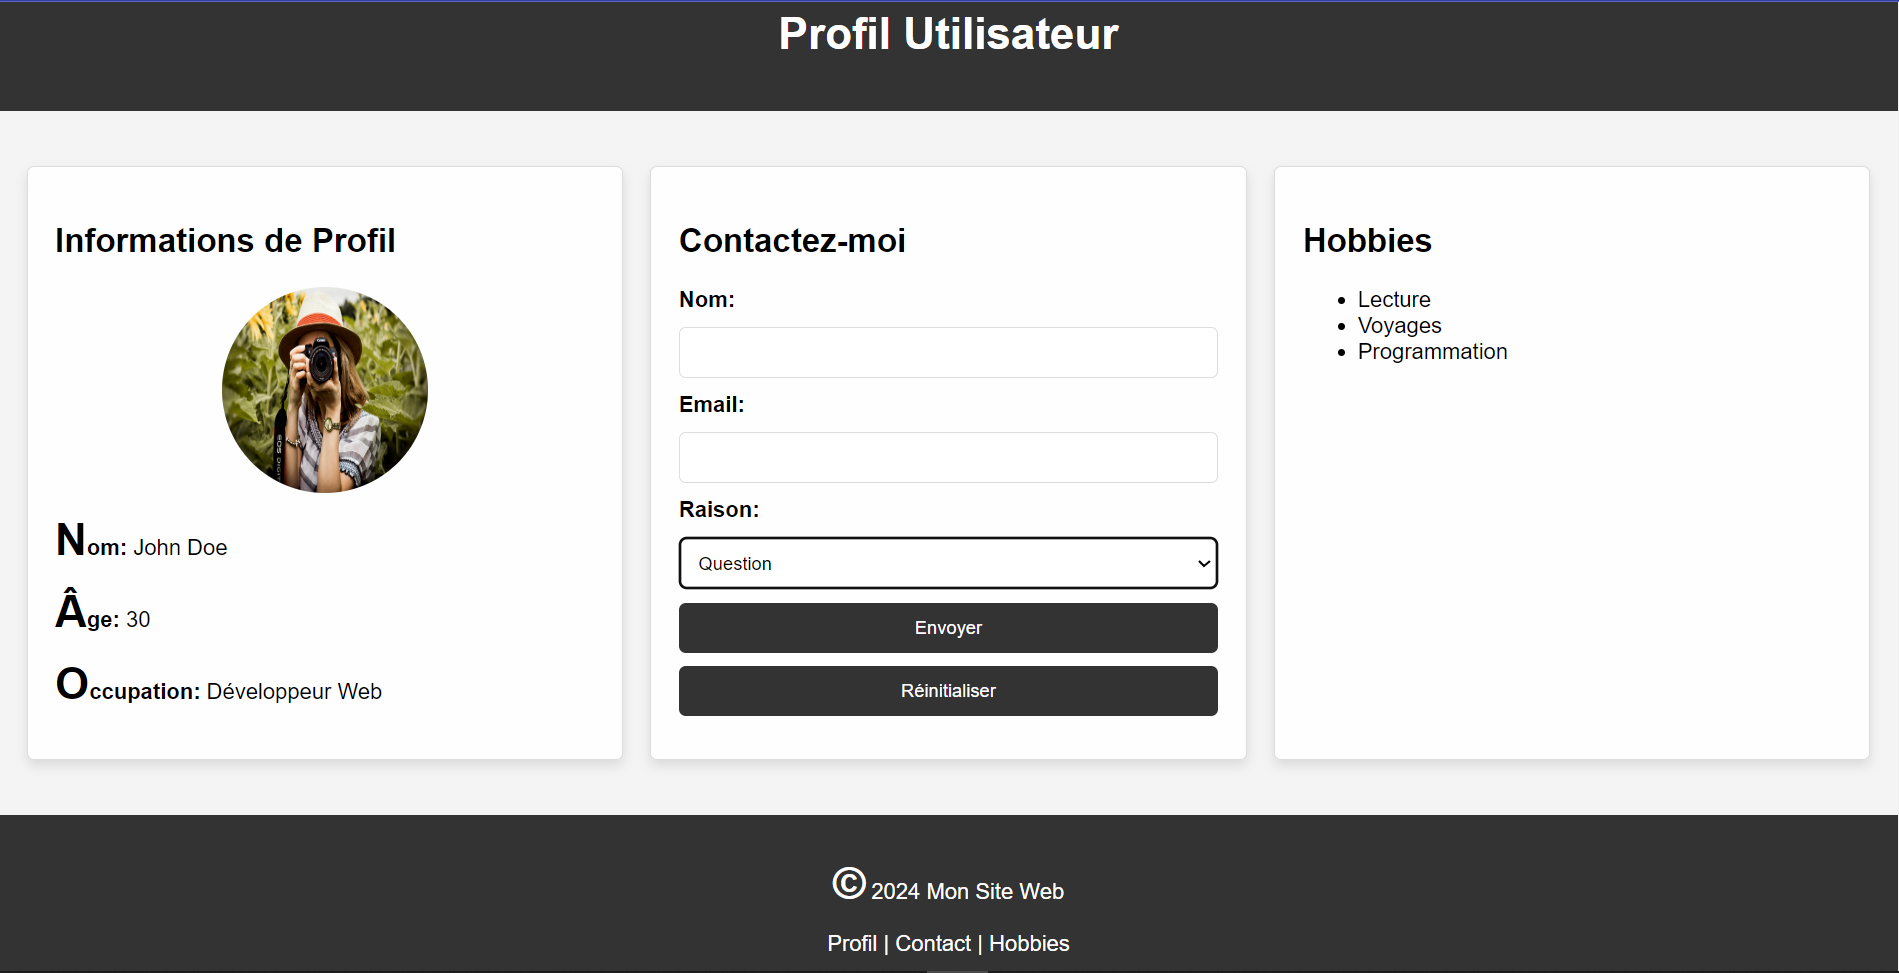 Profil Utilisateur
Informations de Profil
Nom: John Doe
Âge: 30
Occupation: Développeur Web
Contactez-moi
Nom:
Email:
Raison:
Question
Envoyer
Réinitialiser
Hobbies
• Lecture
• Voyages
• Programmation
© 2024 Mon Site Web
Profil | Contact | Hobbies